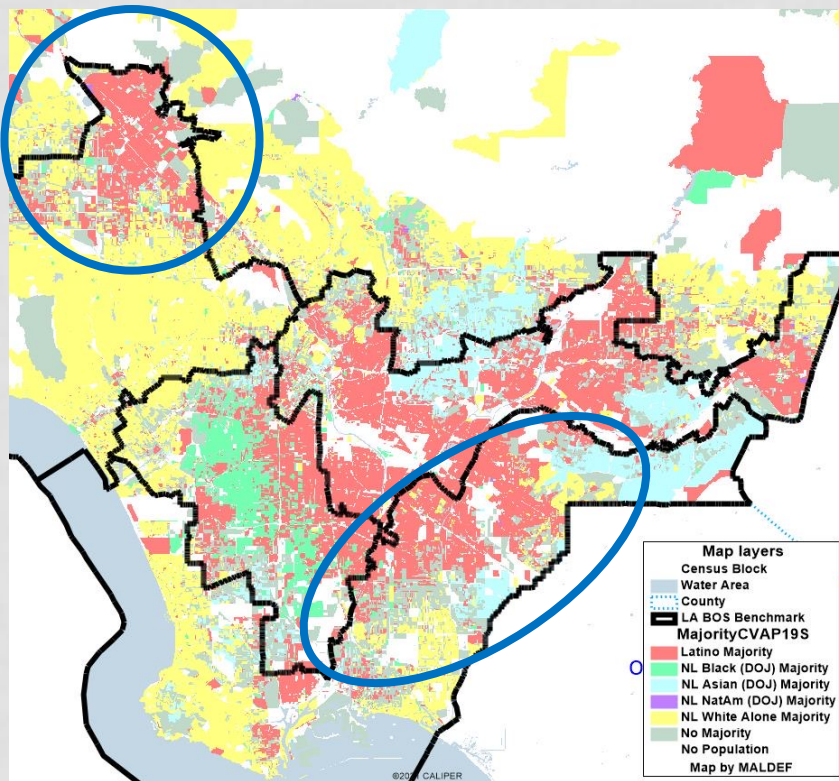 Map layers
Census Block
Water Area
County
LA BOS Benchmark
MajorityCVAP19S
Latino Majority
NL Black (DOJ) Majority
NL Asian (DOJ) Majority
NL NatAm (DOJ) Majority
NL White Alone Majority
No Majority
No Population
Map by MALDEF
O
©2021 CALIPER